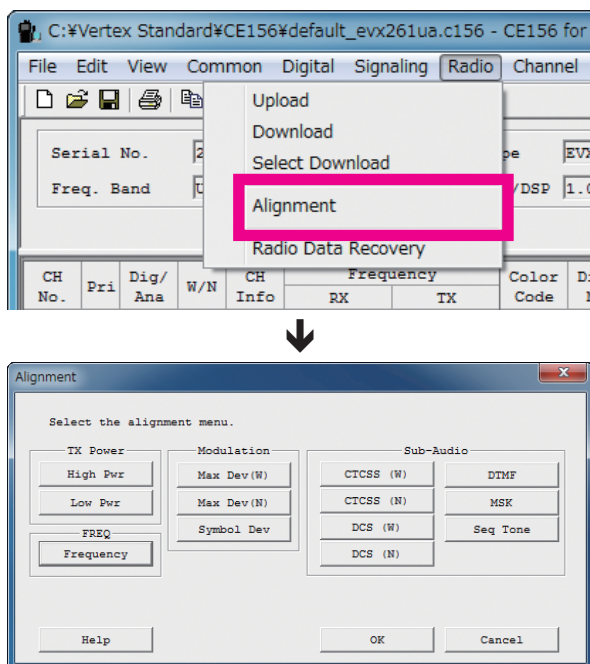 C:¥Vertex Standard¥CE156¥default_evx261ua.c156 - CE156 for
File Edit View Common Digital Signaling Radio Channel
Upload
Download
Select Download
Alignment
Radio Data Recovery
Serial No.
Freq. Band
/DSP 1.0
CH No. Pri Dig/Ana W/N CH Info Frequency RX TX Color Code
Alignment
Select the alignment menu.
TX Power Modulation Sub-Audio
High Pwr Max Dev(W) CTCSS (W) DTMF
Low Pwr Max Dev(N) CTCSS (N) MSK
FREQ Symbol Dev DCS (W) Seq Tone
Frequency DCS (N)
Help OK Cancel